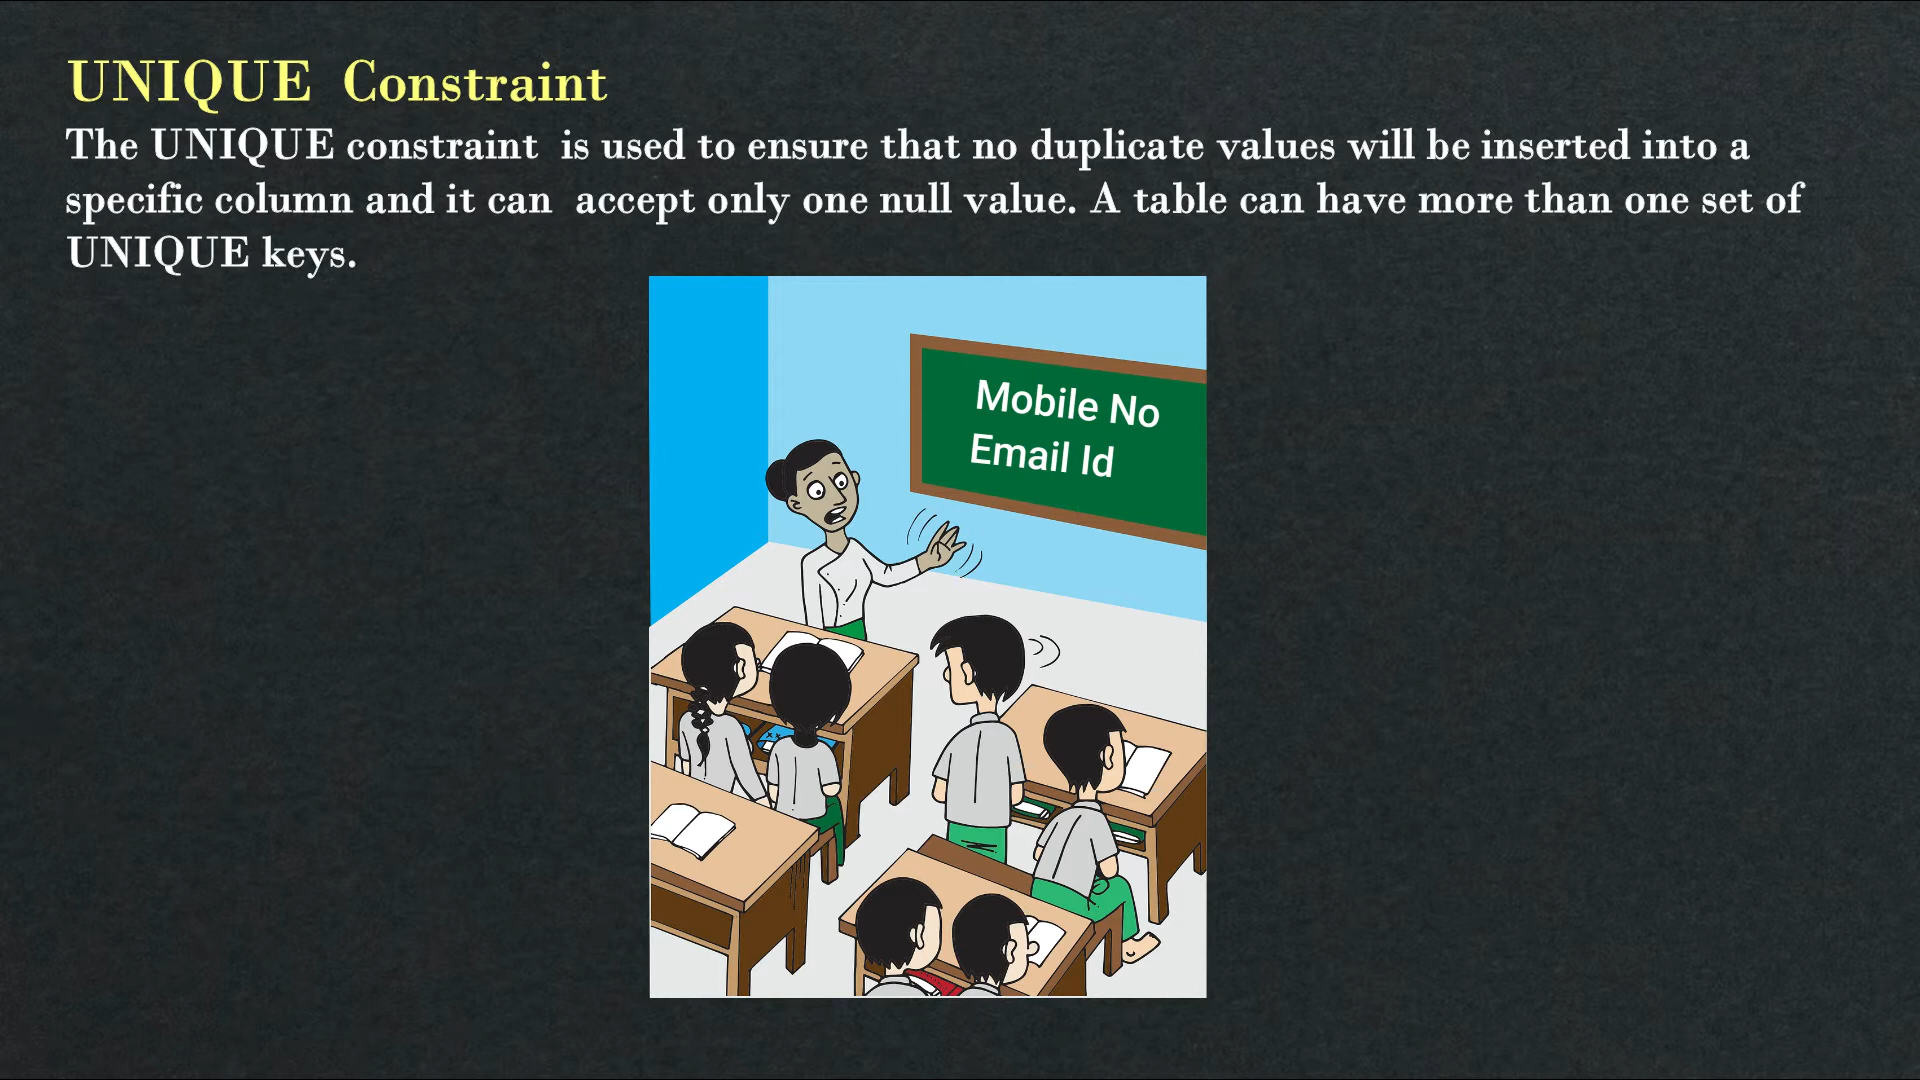 UNIQUE Constraint
The UNIQUE constraint is used to ensure that no duplicate values will be inserted into a
specific column and it can accept only one null value. A table can have more than one set of
UNIQUE keys.
Mobile No
Email Id